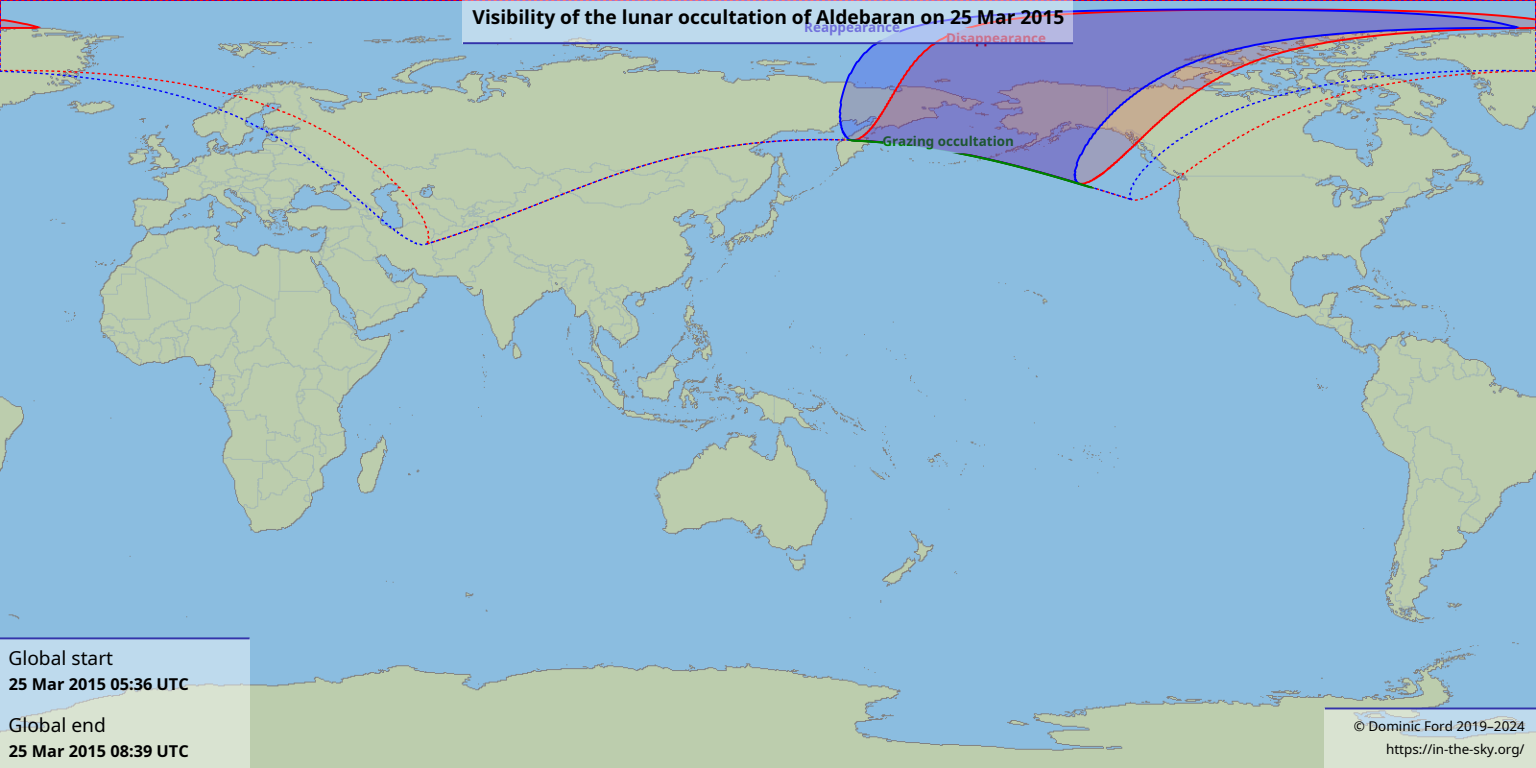 Visibility of the lunar occultation of Aldebaran on 25 Mar 2015
Reappearance
Disappearance
Grazing occultation
Global start
25 Mar 2015 05:36 UTC
Global end
25 Mar 2015 08:39 UTC
© Dominic Ford 2019–2024
https://in-the-sky.org/